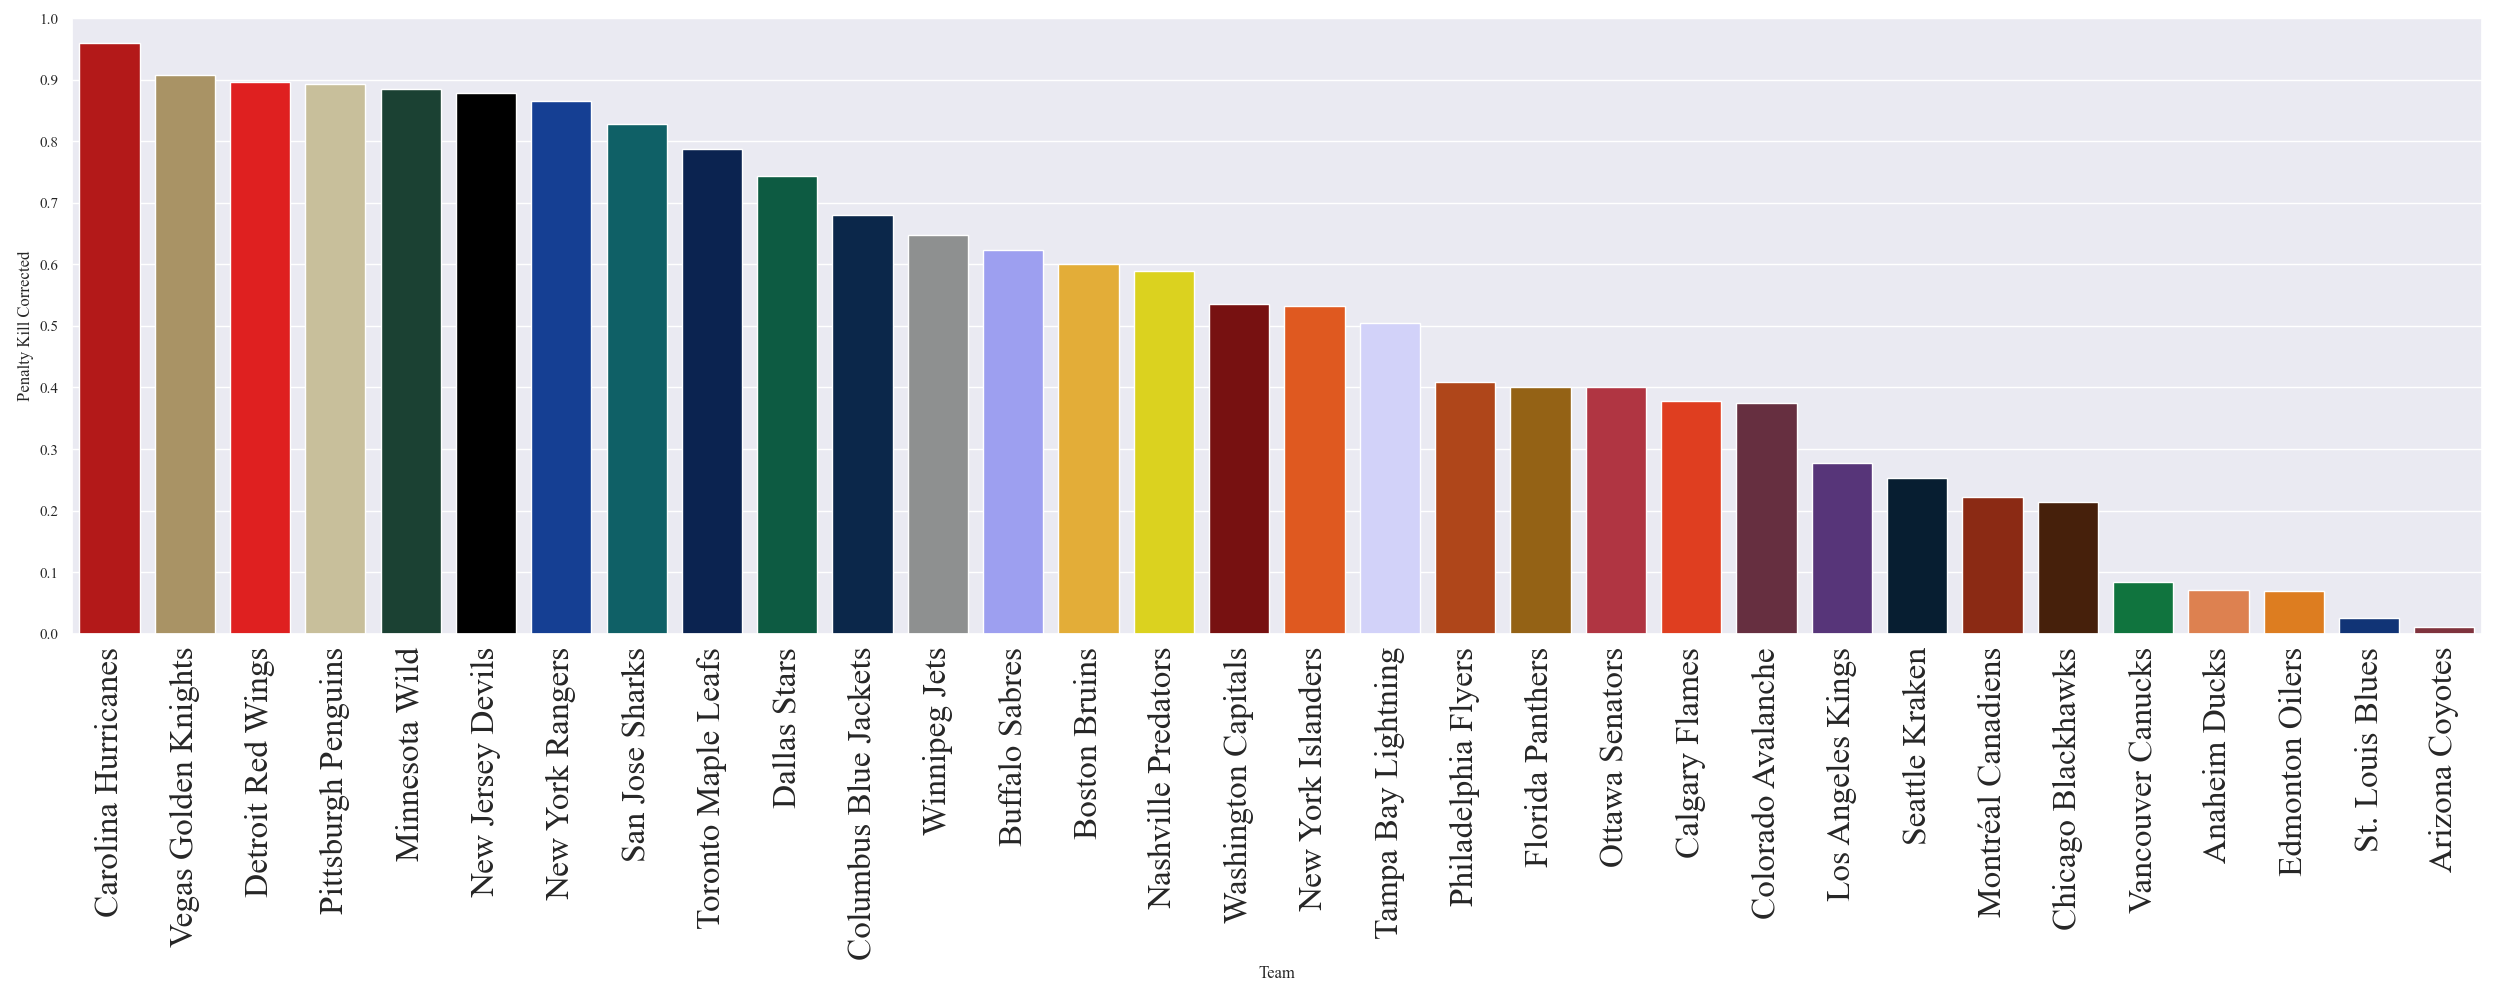 1.0
0.9
0.8
0.7
0.6
0.5
0.4
0.3
0.2
0.1
0.0
Penalty Kill Corrected
Carolina Hurricanes
Vegas Golden Knights
Detroit Red Wings
Pittsburgh Penguins
Minnesota Wild
New Jersey Devils
New York Rangers
San Jose Sharks
Toronto Maple Leafs
Dallas Stars
Columbus Blue Jackets
Winnipeg Jets
Buffalo Sabres
Boston Bruins
Nashville Predators
Washington Capitals
New York Islanders
Tampa Bay Lightning
Philadelphia Flyers
Florida Panthers
Ottawa Senators
Calgary Flames
Colorado Avalanche
Los Angeles Kings
Seattle Kraken
Montréal Canadiens
Chicago Blackhawks
Vancouver Canucks
Anaheim Ducks
Edmonton Oilers
St. Louis Blues
Arizona Coyotes
Team